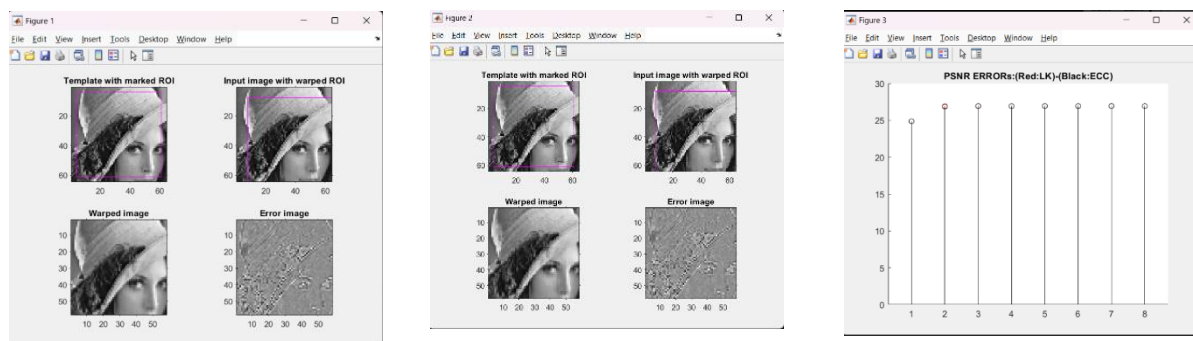 Figure 1
File Edit View Insert Tools Desktop Window Help
Template with marked ROI
Input image with warped ROI
20
40
60
20 40 60
20
40
60
20 40 60
Warped image
Error image
10
20
30
40
50
10 20 30 40 50
10 20 30 40 50
Figure 2
File Edit View Insert Tools Desktop Window Help
Template with marked ROI
Input image with warped ROI
20
40
60
20 40 60
20
40
60
20 40 60
Warped image
Error image
10
20
30
40
50
10 20 30 40 50
10
20
30
40
50
10 20 30 40 50
Figure 3
File Edit View Insert Tools Desktop Window Help
PSNR ERRORs:(Red:LK)-(Black:ECC)
30
25
20
15
10
5
0
1 2 3 4 5 6 7 8